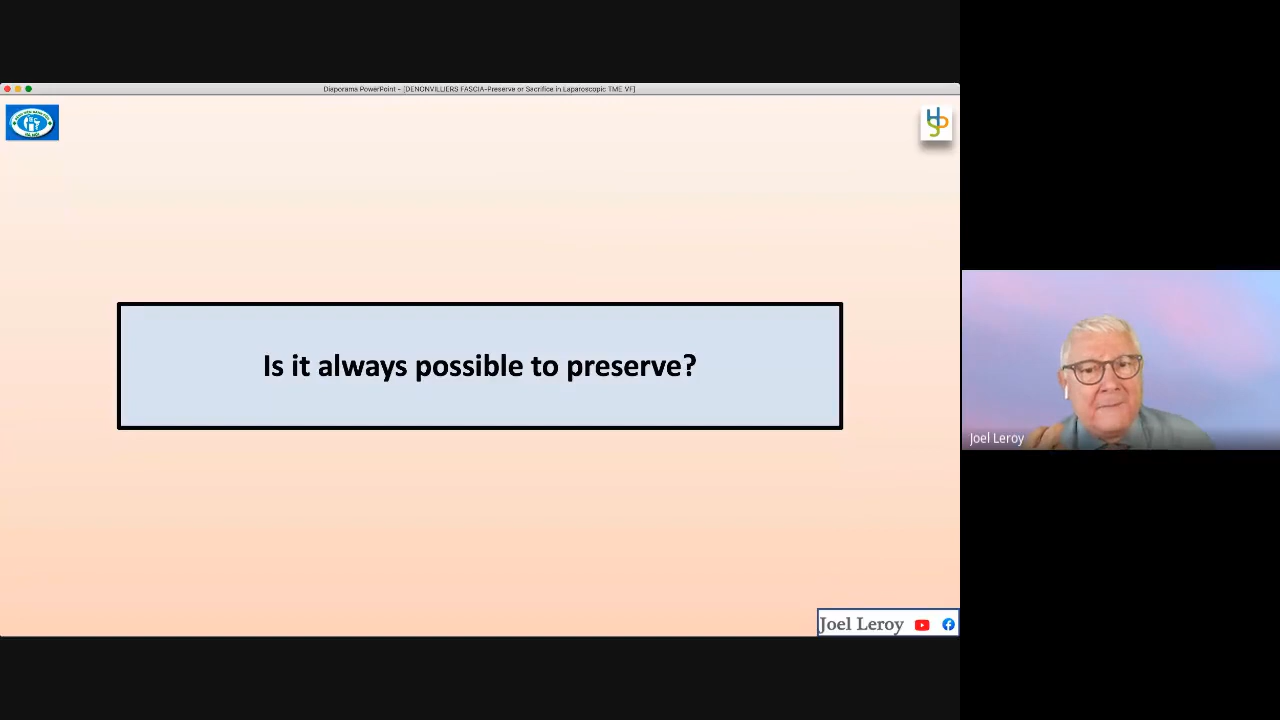 Diaporama PowerPoint - [DENONVILLIERS FASCIA-Preserve or Sacrifice in Laparoscopic TME VF]
Is it always possible to preserve?
Joel Leroy
Joel Leroy